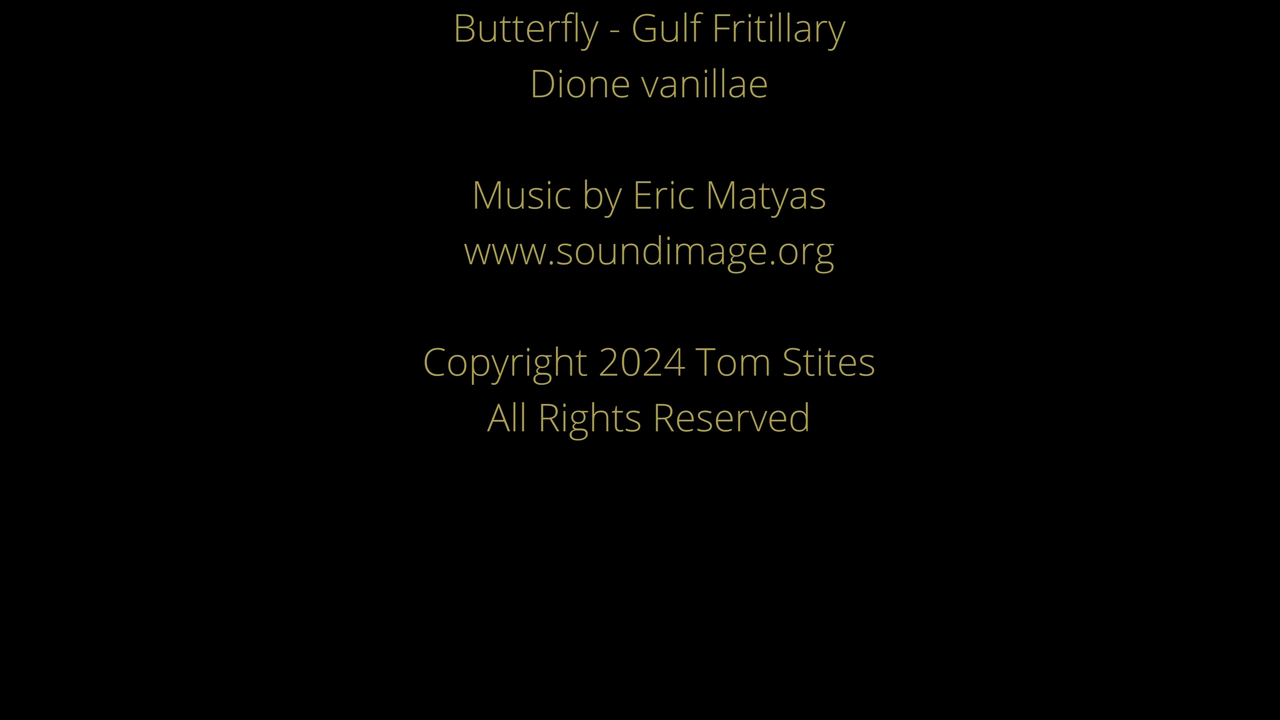 Butterfly - Gulf Fritillary
Dione vanillae
Music by Eric Matyas
www.soundimage.org
Copyright 2024 Tom Stites
All Rights Reserved